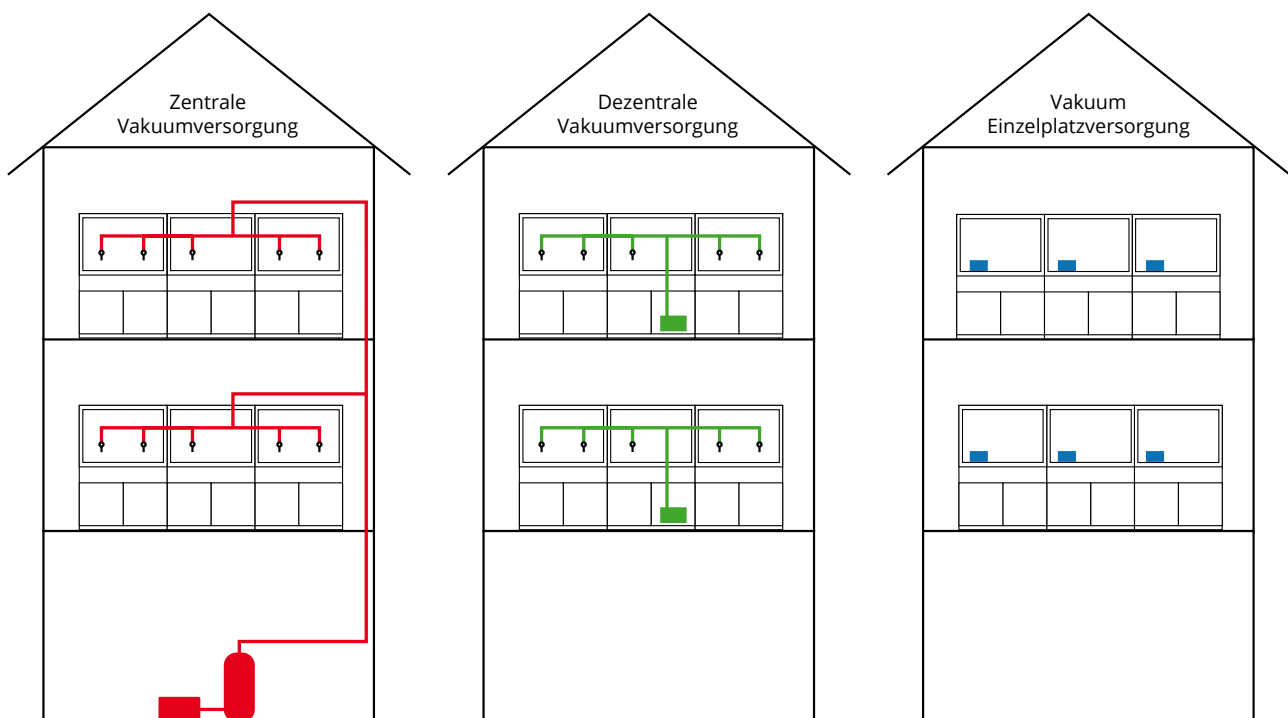 Zentrale
Vakuumversorgung
Dezentrale
Vakuumversorgung
Vakuum
Einzelplatzversorgung